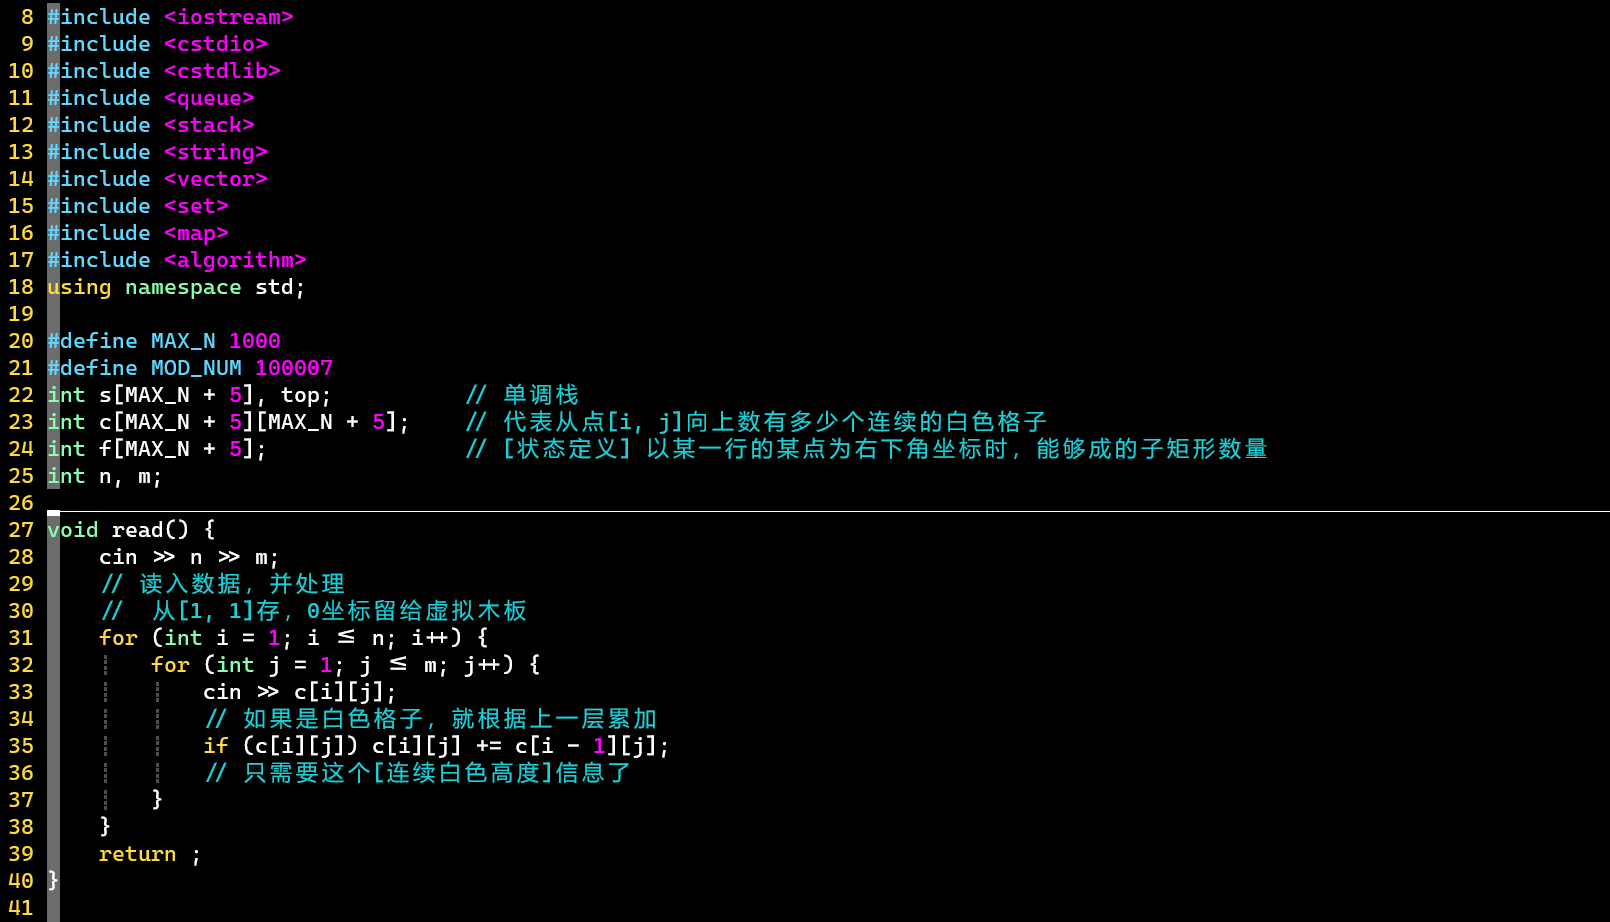 8 #include <iostream>
9 #include <cstdio>
10 #include <cstdlib>
11 #include <queue>
12 #include <stack>
13 #include <string>
14 #include <vector>
15 #include <set>
16 #include <map>
17 #include <algorithm>
18 using namespace std;
19
20 #define MAX_N 1000
21 #define MOD_NUM 100007
22 int s[MAX_N + 5], top;          // 单调栈
23 int c[MAX_N + 5][MAX_N + 5];    // 代表从点[i, j]向上数有多少个连续的白色格子
24 int f[MAX_N + 5];               // [状态定义] 以某一行的某点为右下角坐标时，能够成的子矩形数量
25 int n, m;
26
27 void read() {
28     cin >> n >> m;
29     // 读入数据，并处理
30     //  从[1, 1]存，0坐标留给虚拟木板
31     for (int i = 1; i <= n; i++) {
32         for (int j = 1; j <= m; j++) {
33             cin >> c[i][j];
34             // 如果是白色格子，就根据上一层累加
35             if (c[i][j]) c[i][j] += c[i - 1][j];
36             // 只需要这个[连续白色高度]信息了
37         }
38     }
39     return ;
40 }
41